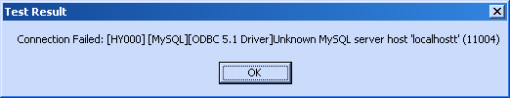 Test Result
Connection Failed: [HY000] [MySQL][ODBC 5.1 Driver]Unknown MySQL server host 'localhostt' (11004)
OK